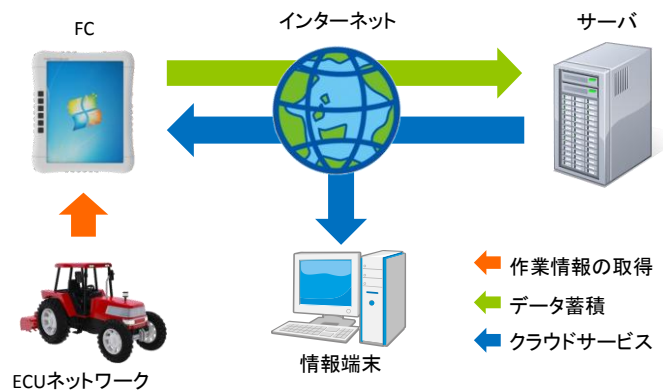 FC
インターネット
サーバ
作業情報の取得
データ蓄積
クラウドサービス
情報端末
ECUネットワーク